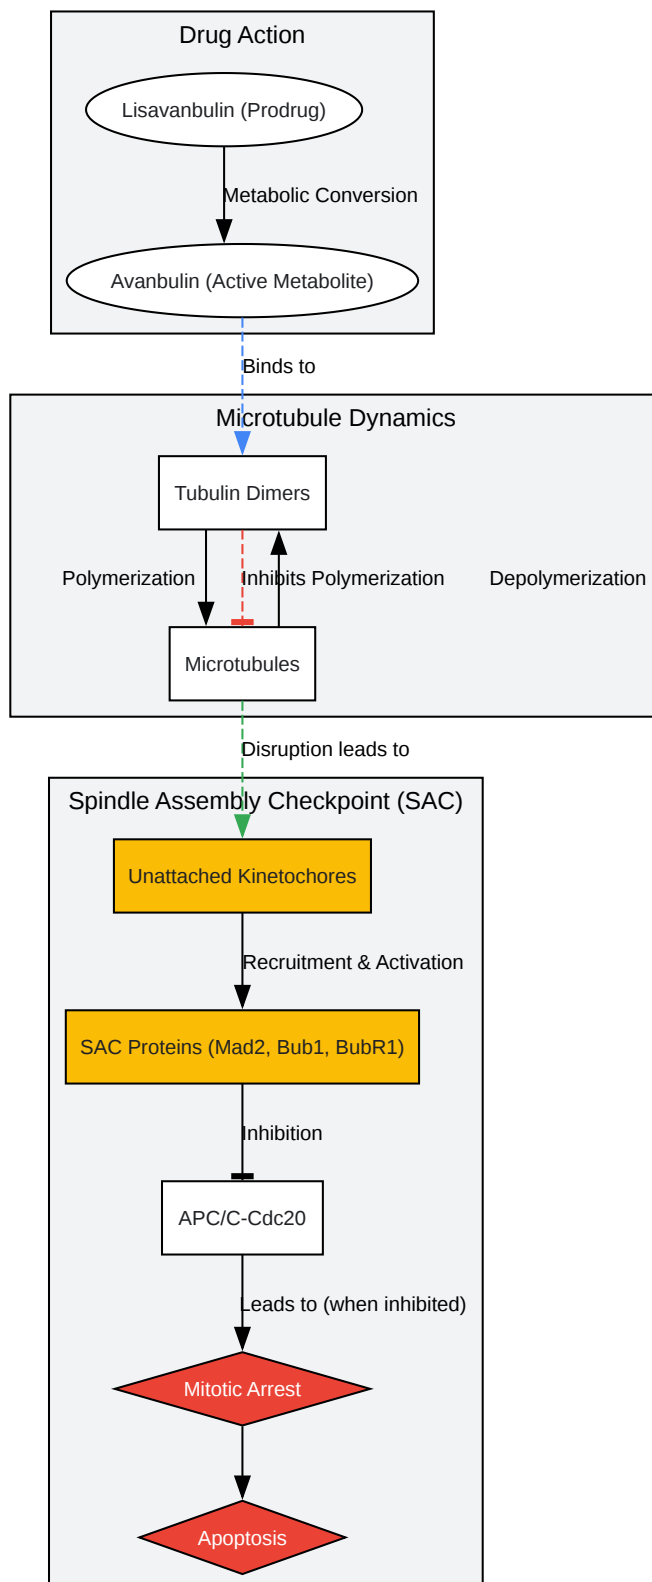 Drug Action
Lisavanbulin (Prodrug)
Metabolic Conversion
Avanbulin (Active Metabolite)
Binds to
Microtubule Dynamics
Tubulin Dimers
Polymerization
Inhibits Polymerization
Depolymerization
Microtubules
Disruption leads to
Spindle Assembly Checkpoint (SAC)
Unattached Kinetochores
Recruitment & Activation
SAC Proteins (Mad2, Bub1, BubR1)
Inhibition
APC/C-Cdc20
Leads to (when inhibited)
Mitotic Arrest
Apoptosis